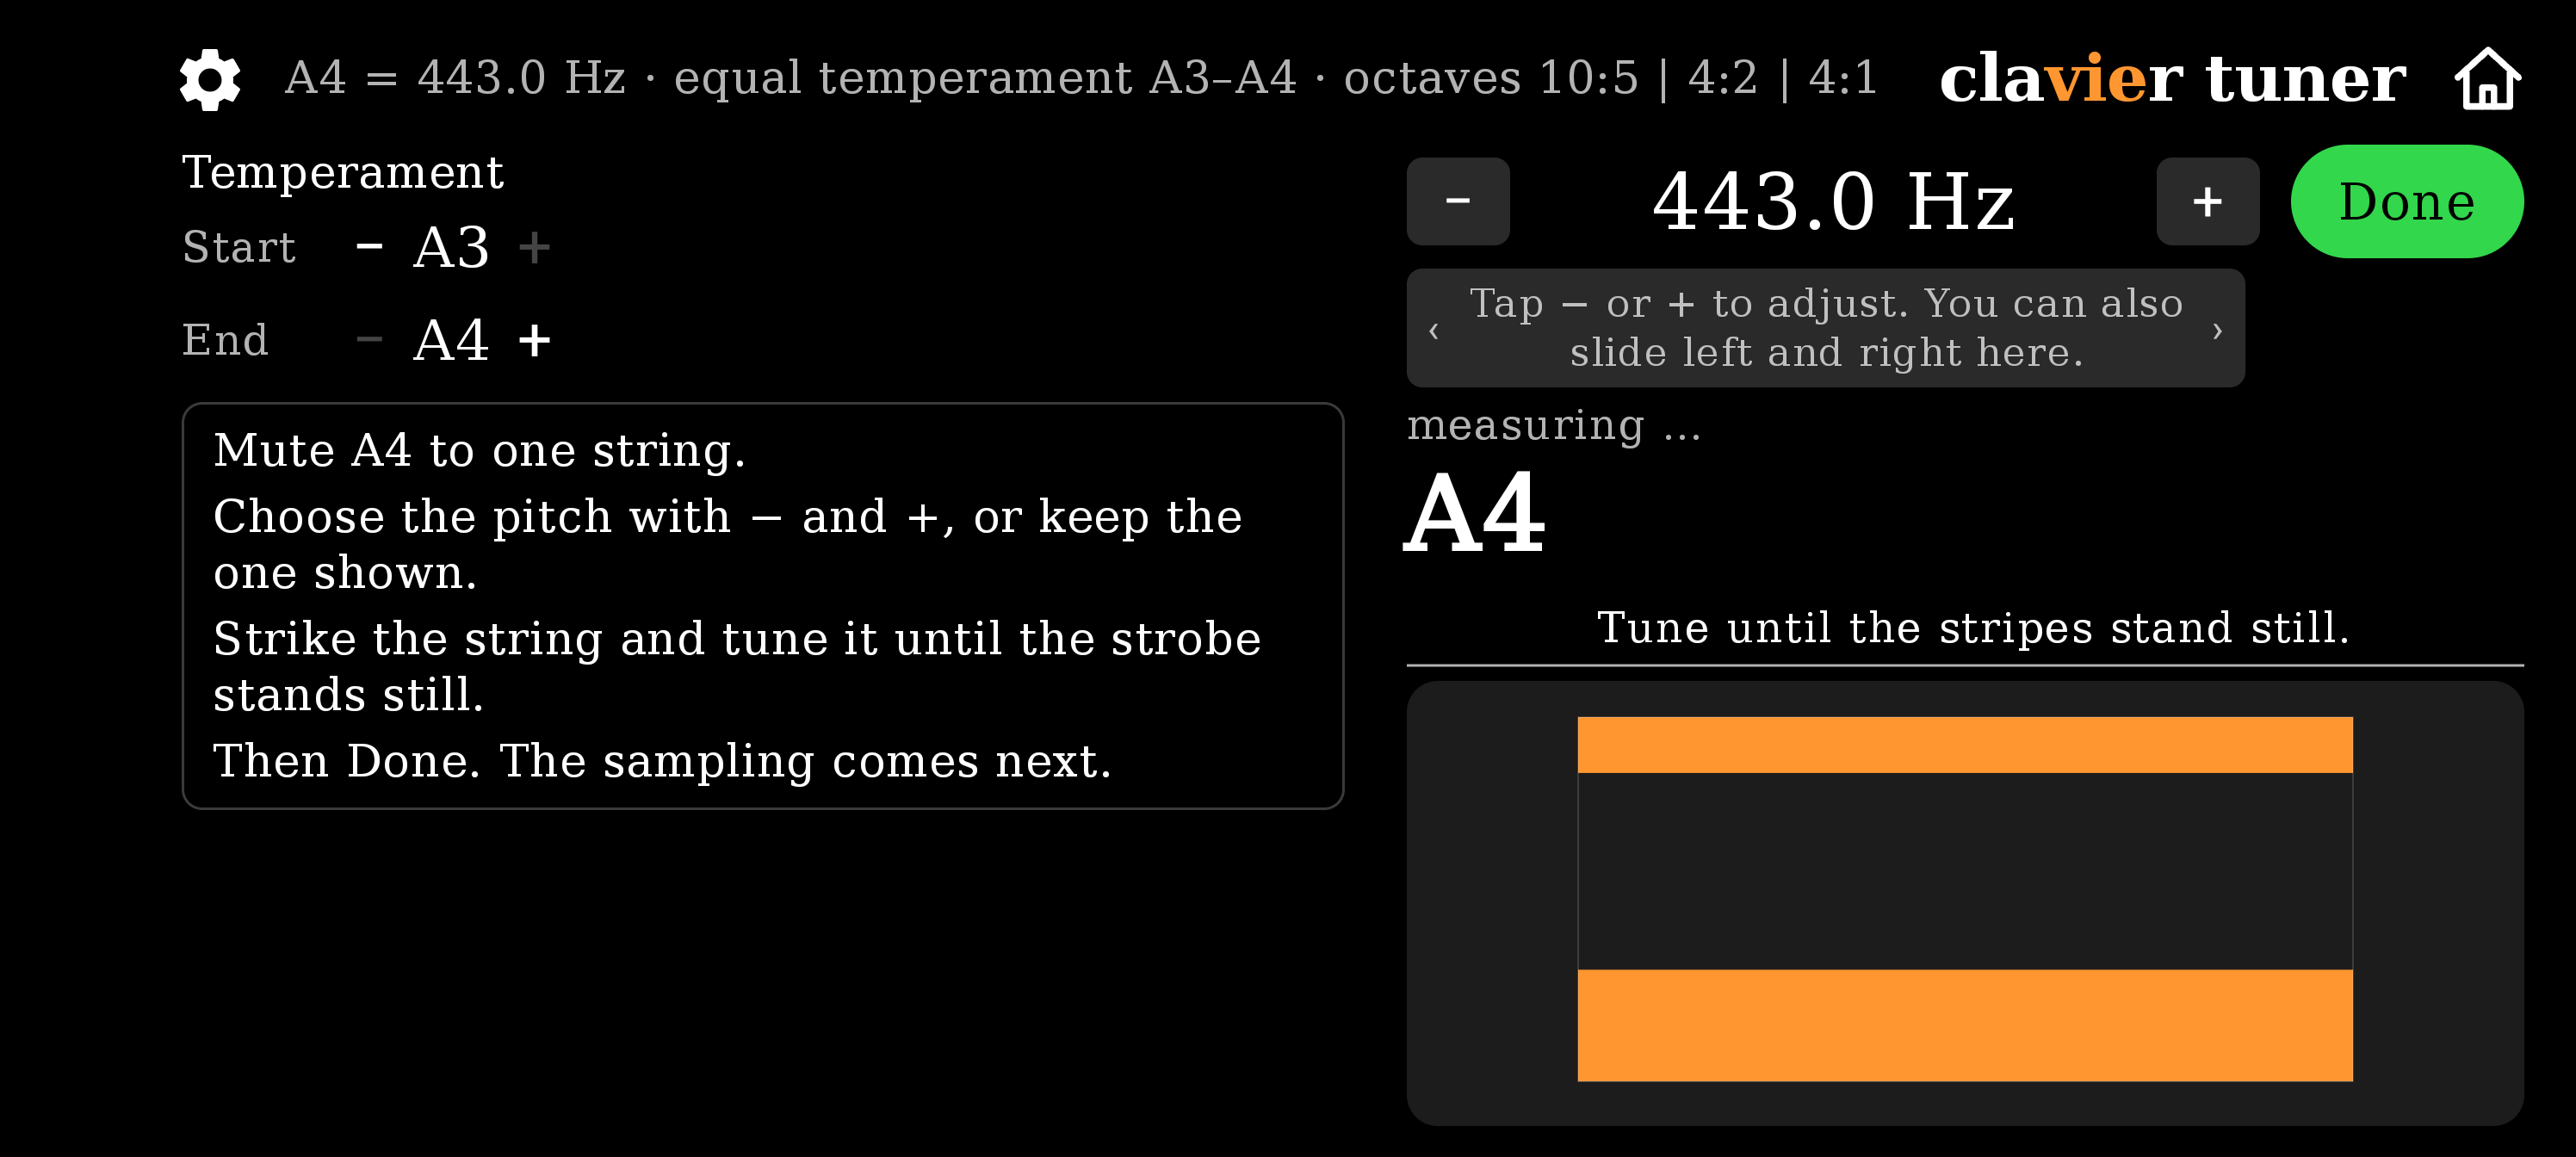 A4 = 443.0 Hz · equal temperament A3–A4 · octaves 10:5 | 4:2 | 4:1
clavier tuner
Temperament
Start − A3 +
End − A4 +
Mute A4 to one string.
Choose the pitch with − and +, or keep the
one shown.
Strike the string and tune it until the strobe
stands still.
Then Done. The sampling comes next.
− 443.0 Hz +
Done
‹ Tap − or + to adjust. You can also
slide left and right here. ›
measuring ...
A4
Tune until the stripes stand still.